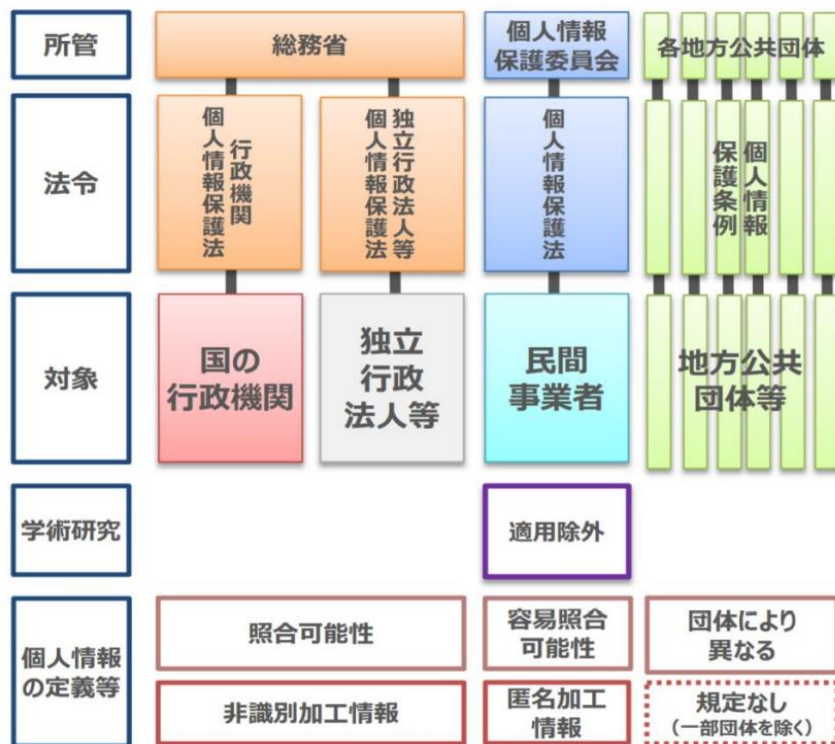 所管
総務省
個人情報
保護委員会
各地方公共団体
法令
行政機関
個人情報保護法
独立行政法人等
個人情報保護法
個人情報保護法
個人情報
保護条例
対象
国の
行政機関
独立
行政
法人等
民間
事業者
地方公共
団体等
学術研究
適用除外
個人情報
の定義等
照合可能性
容易照合
可能性
団体により
異なる
非識別加工情報
匿名加工
情報
規定なし
(一部団体を除く)